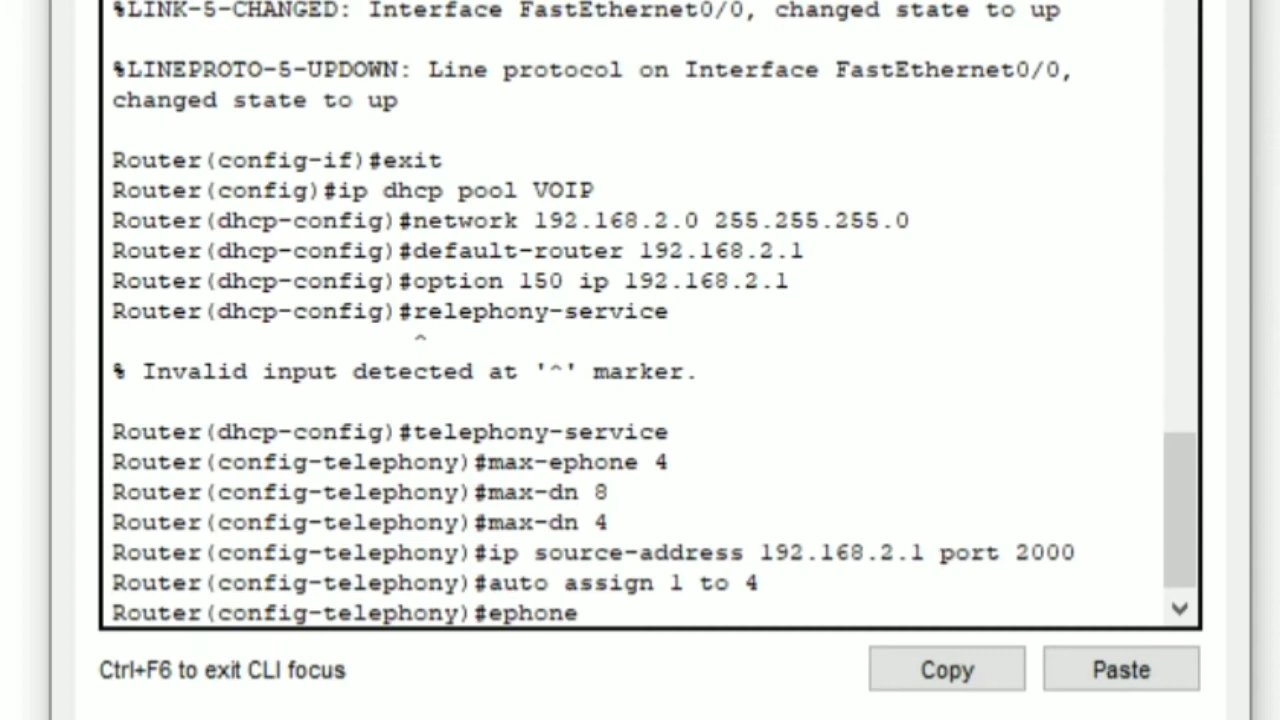 %LINK-5-CHANGED: Interface FastEthernet0/0, changed state to up
%LINEPROTO-5-UPDOWN: Line protocol on Interface FastEthernet0/0,
changed state to up
Router(config-if)#exit
Router(config)#ip dhcp pool VOIP
Router(dhcp-config)#network 192.168.2.0 255.255.255.0
Router(dhcp-config)#default-router 192.168.2.1
Router(dhcp-config)#option 150 ip 192.168.2.1
Router(dhcp-config)#relephony-service
^
% Invalid input detected at '^' marker.
Router(dhcp-config)#telephony-service
Router(config-telephony)#max-ephone 4
Router(config-telephony)#max-dn 8
Router(config-telephony)#max-dn 4
Router(config-telephony)#ip source-address 192.168.2.1 port 2000
Router(config-telephony)#auto assign 1 to 4
Router(config-telephony)#ephone
Ctrl+F6 to exit CLI focus
Copy
Paste